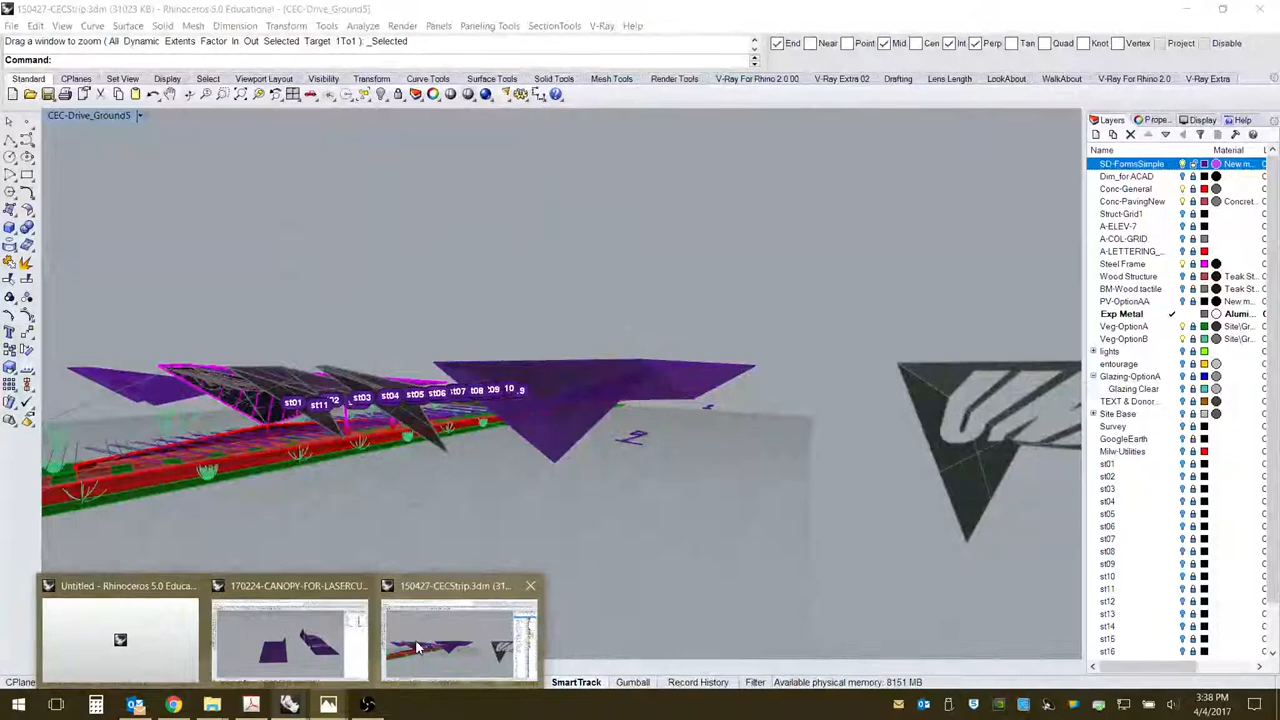 150427-CECStrip.3dm (31023 KB) - Rhinoceros 5.0 Educational - [CEC-Drive_Ground5]
File Edit View Curve Surface Solid Mesh Dimension Transform Tools Analyze Render Panels Paneling Tools SectionTools V-Ray Help
Drag a window to zoom ( All Dynamic Extents Factor In Out Selected Target 1To1 ): _Selected
Command:
End Near Point Mid Cen Int Perp Tan Quad Knot Vertex Project Disable
Standard CPlanes Set View Display Select Viewport Layout Visibility Transform Curve Tools Surface Tools Solid Tools Mesh Tools Render Tools V-Ray For Rhino 2.0 00 V-Ray Extra 02 Drafting Lens Length LookAbout WalkAbout V-Ray For Rhino 2.0 V-Ray Extra
CEC-Drive_Ground5
Layers Prope... Display Help
Name Material
SD-FormsSimple New m...
Dim_for ACAD
Conc-General
Conc-PavingNew Concret...
Struct-Grid1
A-ELEV-7
A-COL-GRID
A-LETTERING_...
Steel Frame
Wood Structure Teak St...
BM-Wood tactile Teak St...
PV-OptionAA New m...
Exp Metal Alumi...
Veg-OptionA Site\Gr...
Veg-OptionB Site\Gr...
lights
entourage
Glazing-OptionA
Glazing Clear
TEXT & Donor...
Site Base
Survey
GoogleEarth
Milw-Utilities
st01
st02
st03
st04
st05
st06
st07
st08
st09
st10
st11
st12
st13
st14
st15
st16
st01 st11 02 st03 st04 st05 st06 st07 t08 09 10 9
Untitled - Rhinoceros 5.0 Educa... 170224-CANOPY-FOR-LASERCU... 150427-CECStrip.3dm (31...
CPlane SmartTrack Gumball Record History Filter Available physical memory: 8151 MB
3:38 PM
4/4/2017